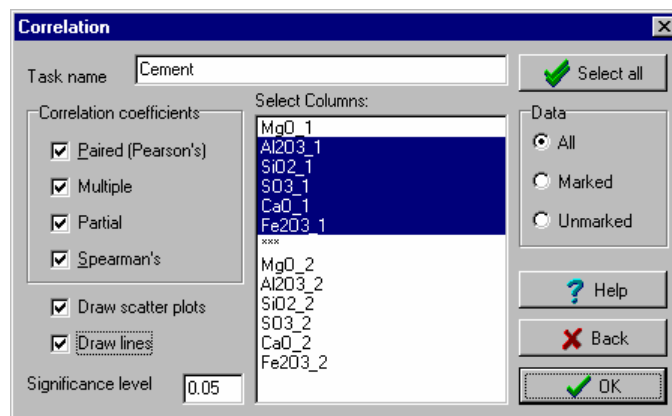 Correlation
Task name
Cement
Select all
Correlation coefficients
Paired (Pearson's)
Multiple
Partial
Spearman's
Draw scatter plots
Draw lines
Significance level
0.05
Select Columns:
MgO_1
Al2O3_1
SiO2_1
SO3_1
CaO_1
Fe2O3_1
***
MgO_2
Al2O3_2
SiO2_2
SO3_2
CaO_2
Fe2O3_2
Data
All
Marked
Unmarked
Help
Back
OK